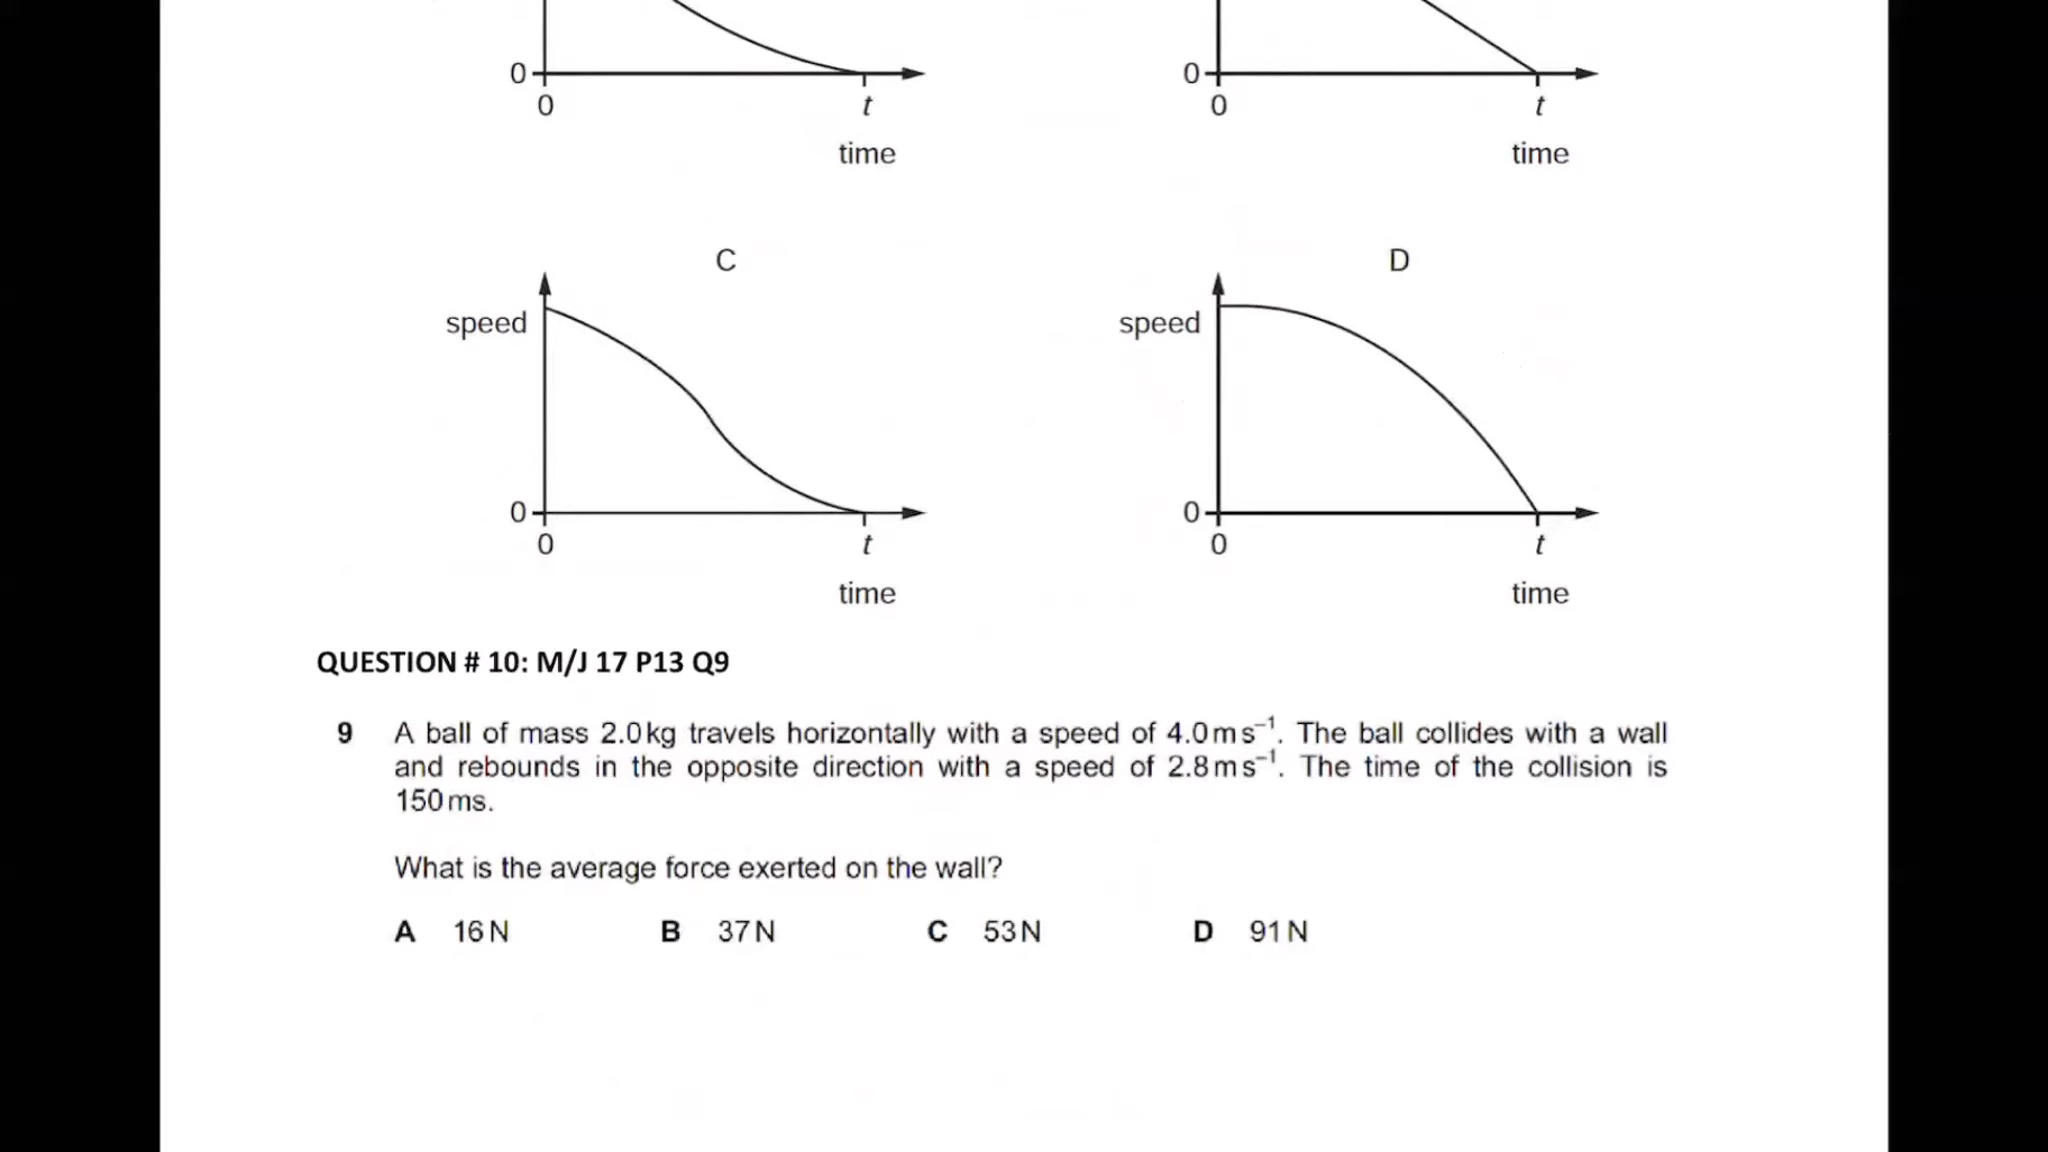 0
0
0 t
0 t
time
time
C
D
speed
speed
0
0
0 t
0 t
time
time
QUESTION # 10: M/J 17 P13 Q9
9 A ball of mass 2.0 kg travels horizontally with a speed of 4.0 m s⁻¹. The ball collides with a wall
and rebounds in the opposite direction with a speed of 2.8 m s⁻¹. The time of the collision is
150 ms.
What is the average force exerted on the wall?
A 16 N B 37 N C 53 N D 91 N